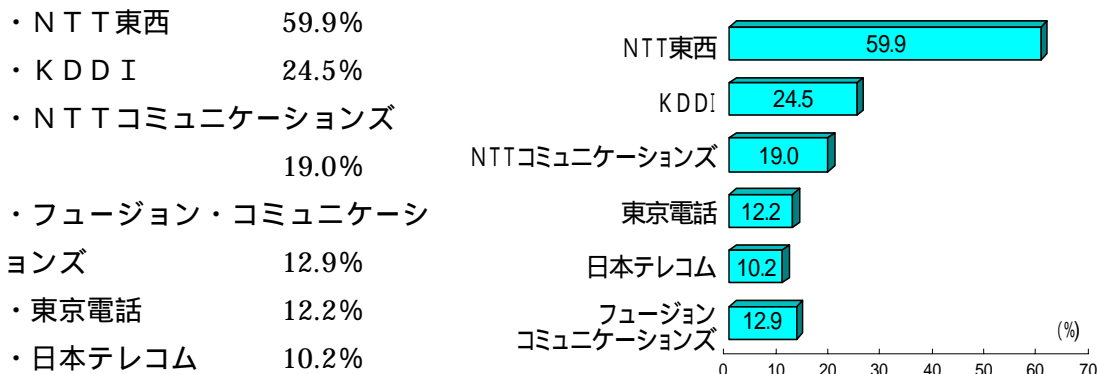 ・ＮＴＴ東西 59.9%
・ＫＤＤＩ 24.5%
・ＮＴＴコミュニケーションズ
19.0%
・フュージョン・コミュニケーシ
ョンズ 12.9%
・東京電話 12.2%
・日本テレコム 10.2%
NTT東西 59.9
KDDI 24.5
NTTコミュニケーションズ 19.0
東京電話 12.2
日本テレコム 10.2
フュージョン
コミュニケーションズ 12.9
(%)
0 10 20 30 40 50 60 70